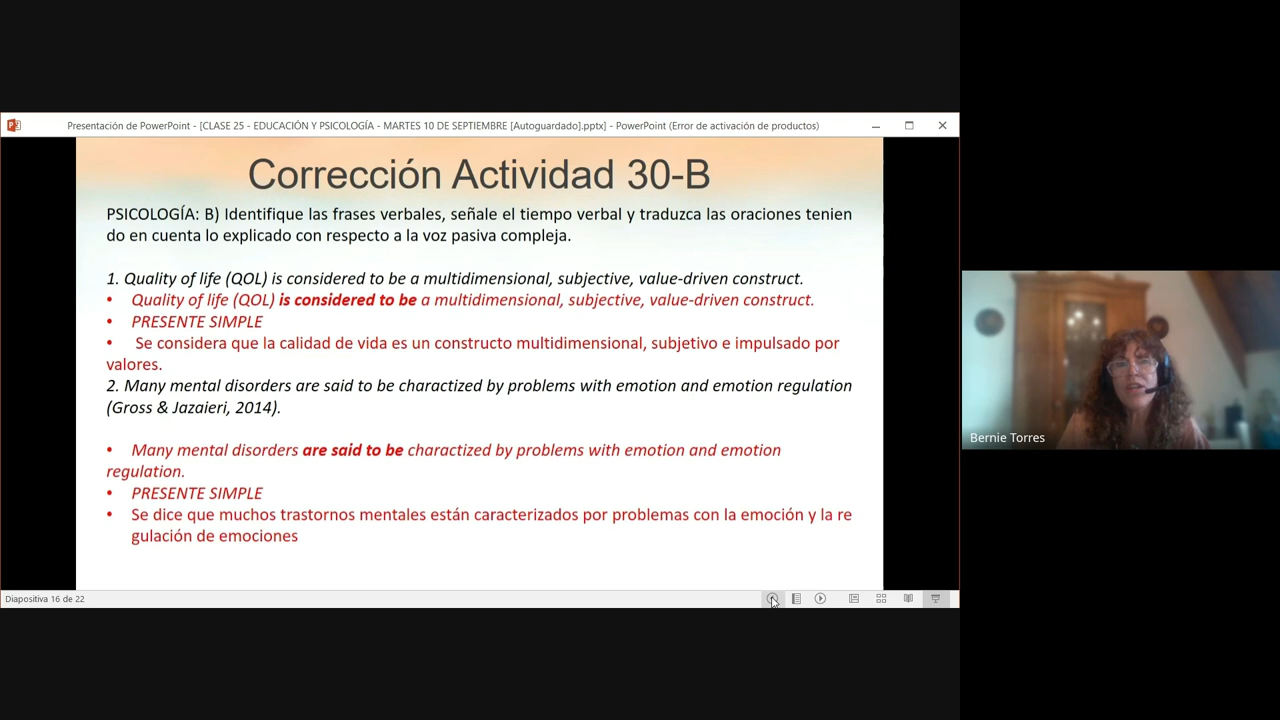 Presentación de PowerPoint - [CLASE 25 - EDUCACIÓN Y PSICOLOGÍA - MARTES 10 DE SEPTIEMBRE [Autoguardado].pptx] - PowerPoint (Error de activación de productos)
Corrección Actividad 30-B
PSICOLOGÍA: B) Identifique las frases verbales, señale el tiempo verbal y traduzca las oraciones tenien
do en cuenta lo explicado con respecto a la voz pasiva compleja.
1. Quality of life (QOL) is considered to be a multidimensional, subjective, value-driven construct.
• Quality of life (QOL) is considered to be a multidimensional, subjective, value-driven construct.
• PRESENTE SIMPLE
• Se considera que la calidad de vida es un constructo multidimensional, subjetivo e impulsado por
valores.
2. Many mental disorders are said to be charactized by problems with emotion and emotion regulation
(Gross & Jazaieri, 2014).
• Many mental disorders are said to be charactized by problems with emotion and emotion
regulation.
• PRESENTE SIMPLE
• Se dice que muchos trastornos mentales están caracterizados por problemas con la emoción y la re
gulación de emociones
Diapositiva 16 de 22
Bernie Torres